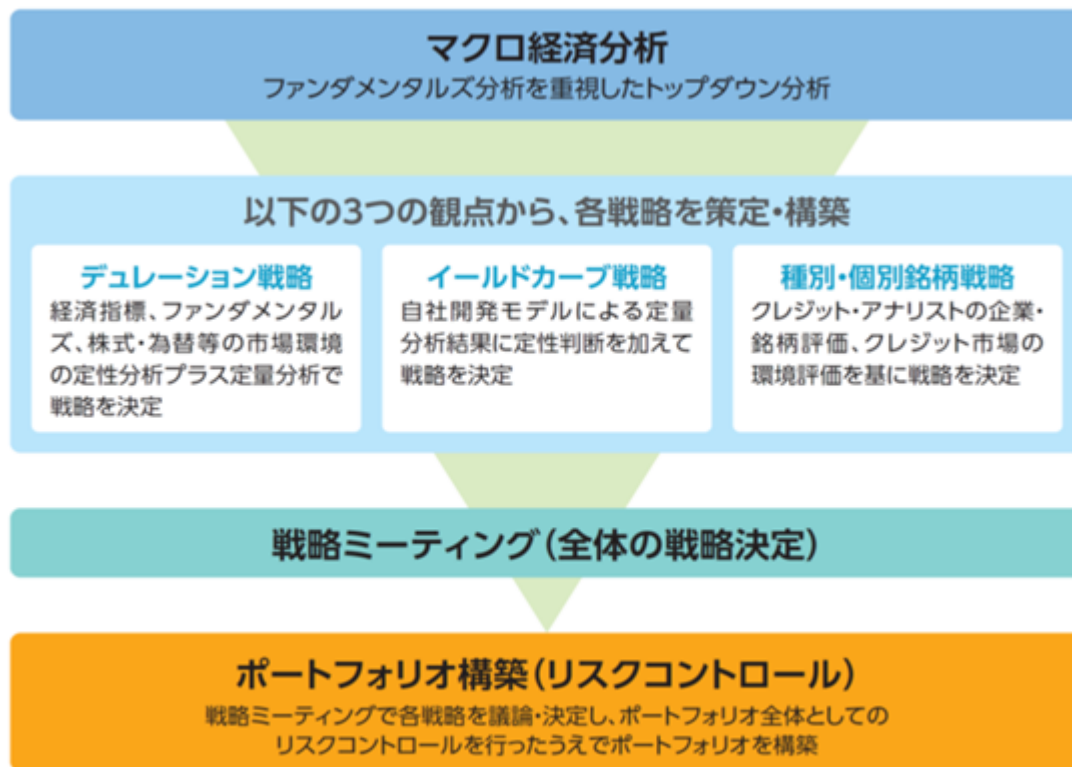 マクロ経済分析
ファンダメンタルズ分析を重視したトップダウン分析
以下の3つの観点から、各戦略を策定・構築
デュレーション戦略
経済指標、ファンダメンタル
ズ、株式・為替等の市場環境
の定性分析プラス定量分析で
戦略を決定
イールドカーブ戦略
自社開発モデルによる定量
分析結果に定性判断を加えて
戦略を決定
種別・個別銘柄戦略
クレジット・アナリストの企業・
銘柄評価、クレジット市場の
環境評価を基に戦略を決定
戦略ミーティング(全体の戦略決定)
ポートフォリオ構築(リスクコントロール)
戦略ミーティングで各戦略を議論・決定し、ポートフォリオ全体としての
リスクコントロールを行ったうえでポートフォリオを構築